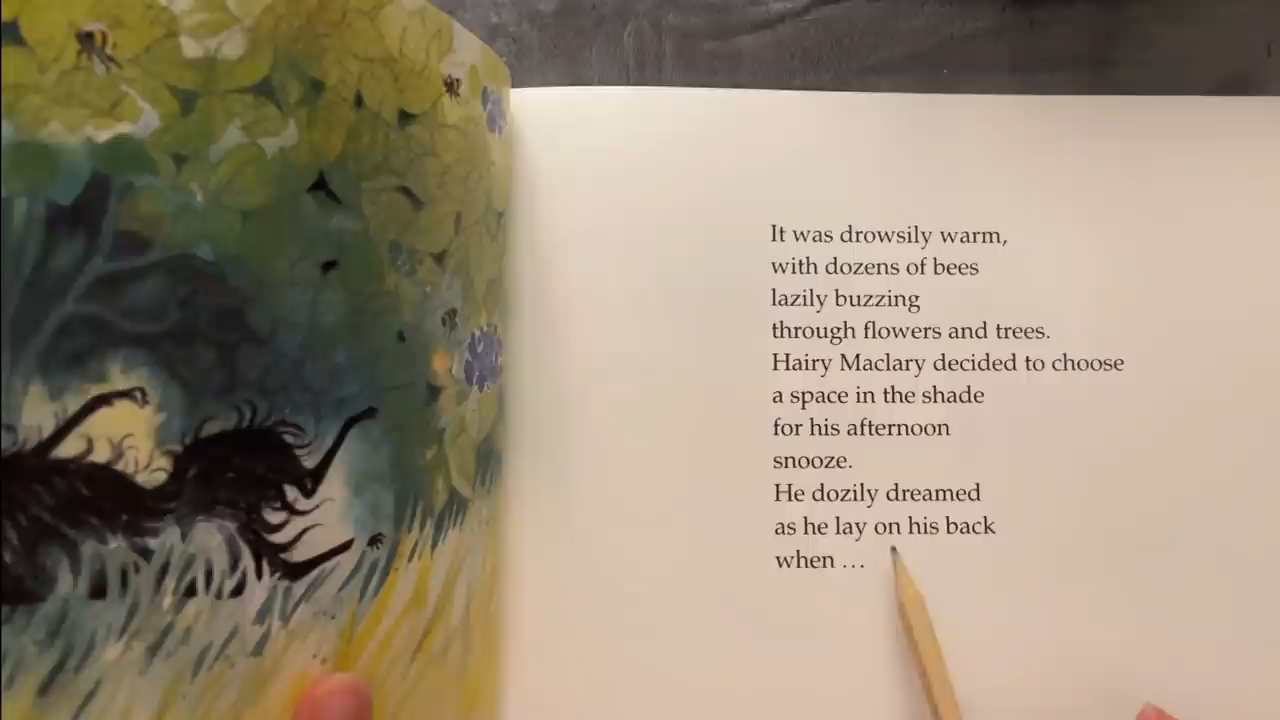 It was drowsily warm,
with dozens of bees
lazily buzzing
through flowers and trees.
Hairy Maclary decided to choose
a space in the shade
for his afternoon
snooze.
He dozily dreamed
as he lay on his back
when …